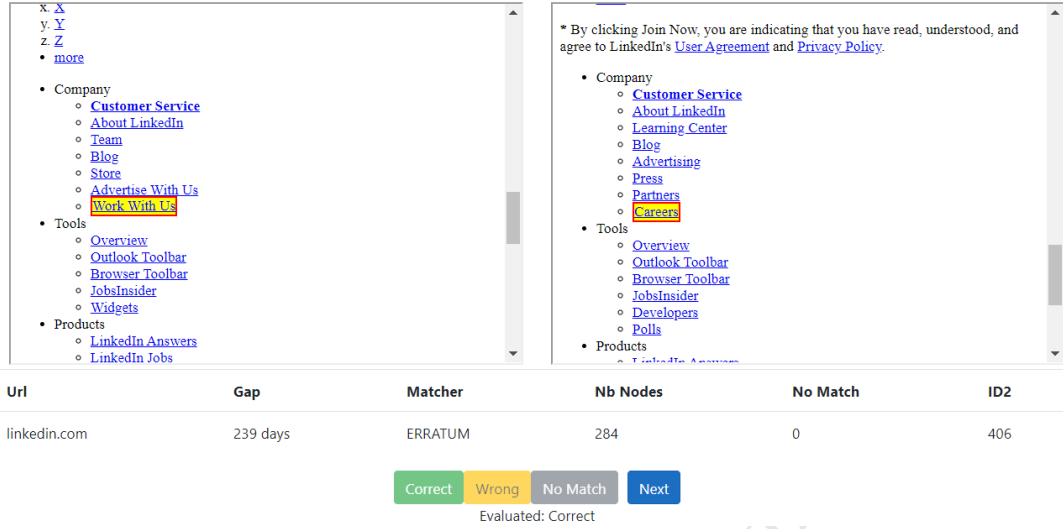 x. X
y. Y
z. Z
• more
• Company
◦ Customer Service
◦ About LinkedIn
◦ Team
◦ Blog
◦ Store
◦ Advertise With Us
◦ Work With Us
• Tools
◦ Overview
◦ Outlook Toolbar
◦ Browser Toolbar
◦ JobsInsider
◦ Widgets
• Products
◦ LinkedIn Answers
◦ LinkedIn Jobs
* By clicking Join Now, you are indicating that you have read, understood, and
agree to LinkedIn's User Agreement and Privacy Policy.
• Company
◦ Customer Service
◦ About LinkedIn
◦ Learning Center
◦ Blog
◦ Advertising
◦ Press
◦ Partners
◦ Careers
• Tools
◦ Overview
◦ Outlook Toolbar
◦ Browser Toolbar
◦ JobsInsider
◦ Developers
◦ Polls
• Products
◦ LinkedIn Answers
Url Gap Matcher Nb Nodes No Match ID2
linkedin.com 239 days ERRATUM 284 0 406
Correct Wrong No Match Next
Evaluated: Correct